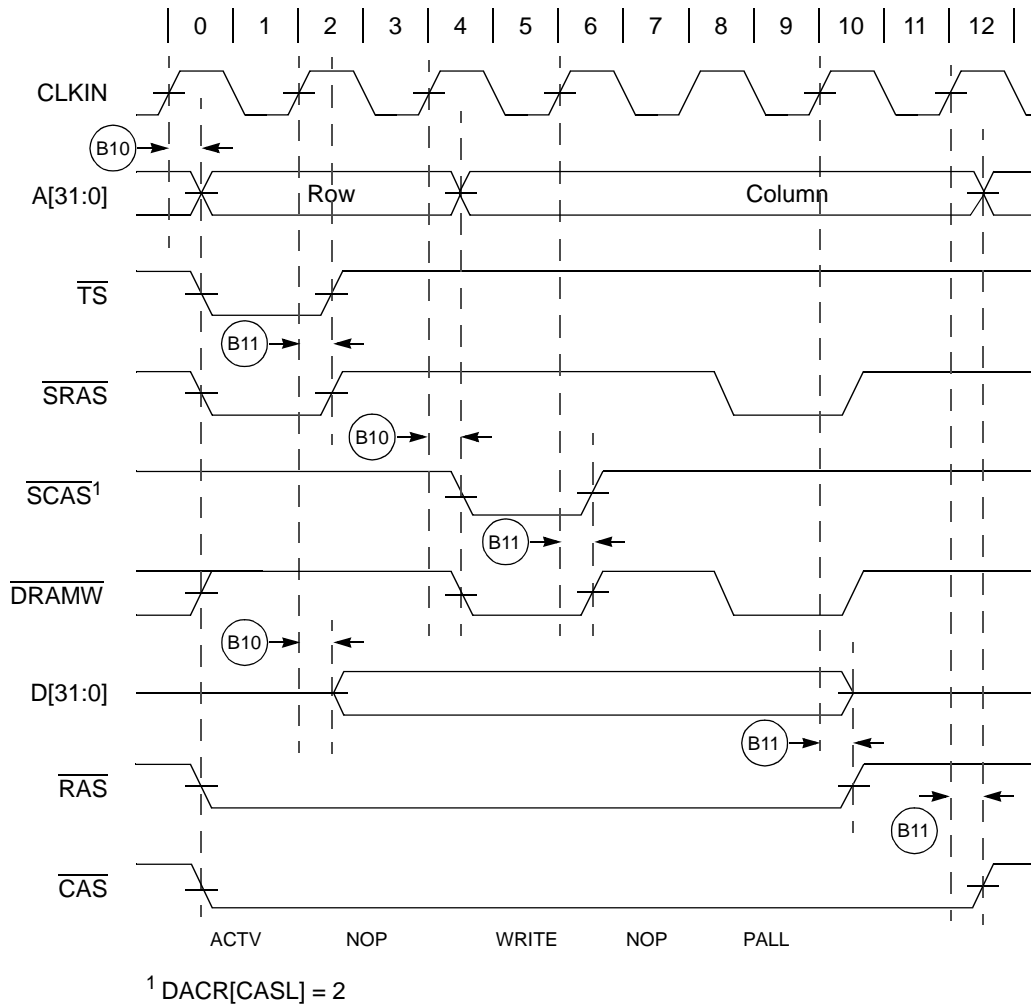 0 1 2 3 4 5 6 7 8 9 10 11 12
CLKIN
B10
A[31:0] Row Column
TS
B11
SRAS
B10
SCAS1
B11
DRAMW
B10
D[31:0]
B11
RAS
B11
CAS
ACTV NOP WRITE NOP PALL
1 DACR[CASL] = 2